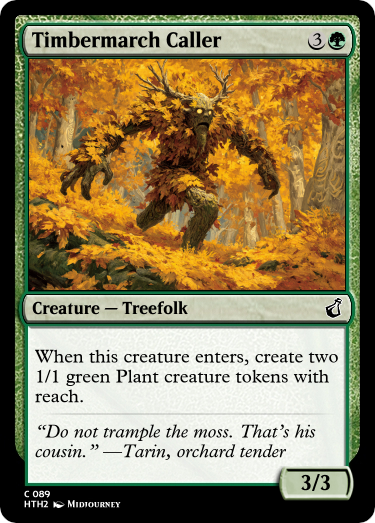 Timbermarch Caller 3
Creature — Treefolk
When this creature enters, create two
1/1 green Plant creature tokens with
reach.
“Do not trample the moss. That’s his
cousin.” —Tarin, orchard tender
3/3
C 089
HTH2 Midjourney